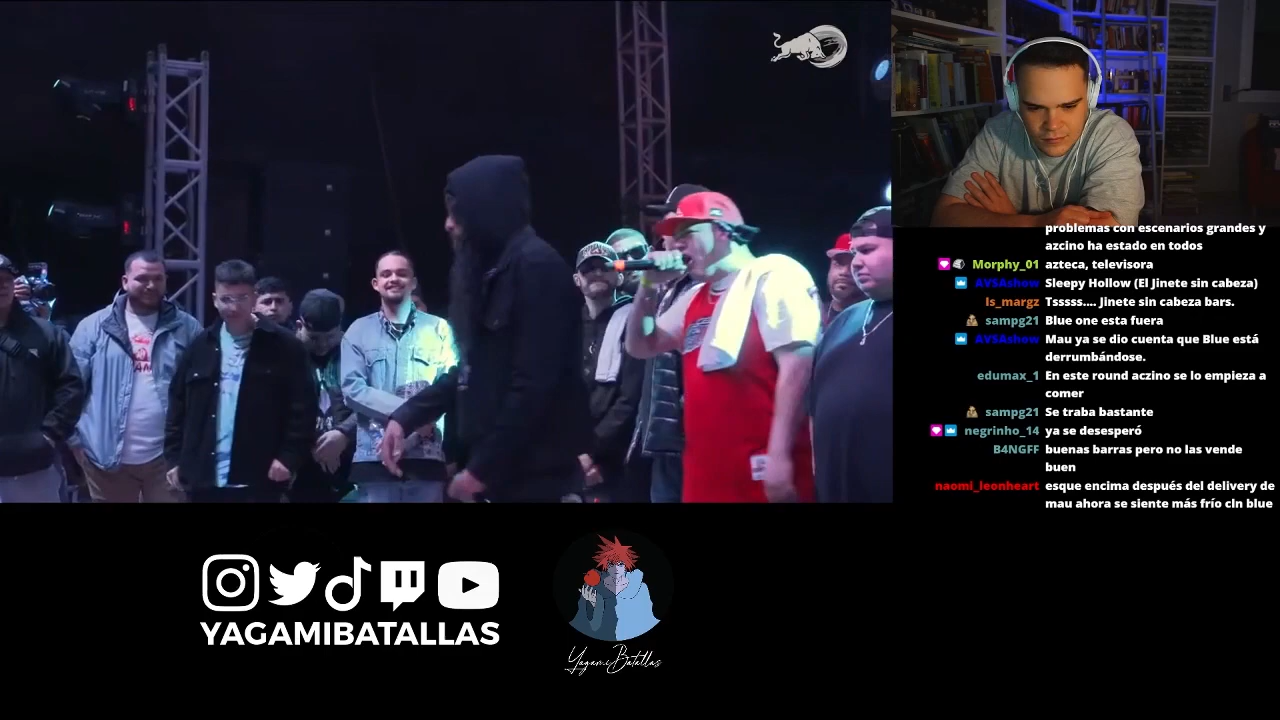 problemas con escenarios grandes y
azcino ha estado en todos
Morphy_01 azteca, televisora
AVSAshow Sleepy Hollow (El Jinete sin cabeza)
Is_margz Tsssss.... Jinete sin cabeza bars.
sampg21 Blue one esta fuera
AVSAshow Mau ya se dio cuenta que Blue está
derrumbándose.
edumax_1 En este round aczino se lo empieza a
comer
sampg21 Se traba bastante
negrinho_14 ya se desesperó
B4NGFF buenas barras pero no las vende
buen
naomi_leonheart esque encima después del delivery de
mau ahora se siente más frío cln blue
YAGAMIBATALLAS
YagamiBatallas